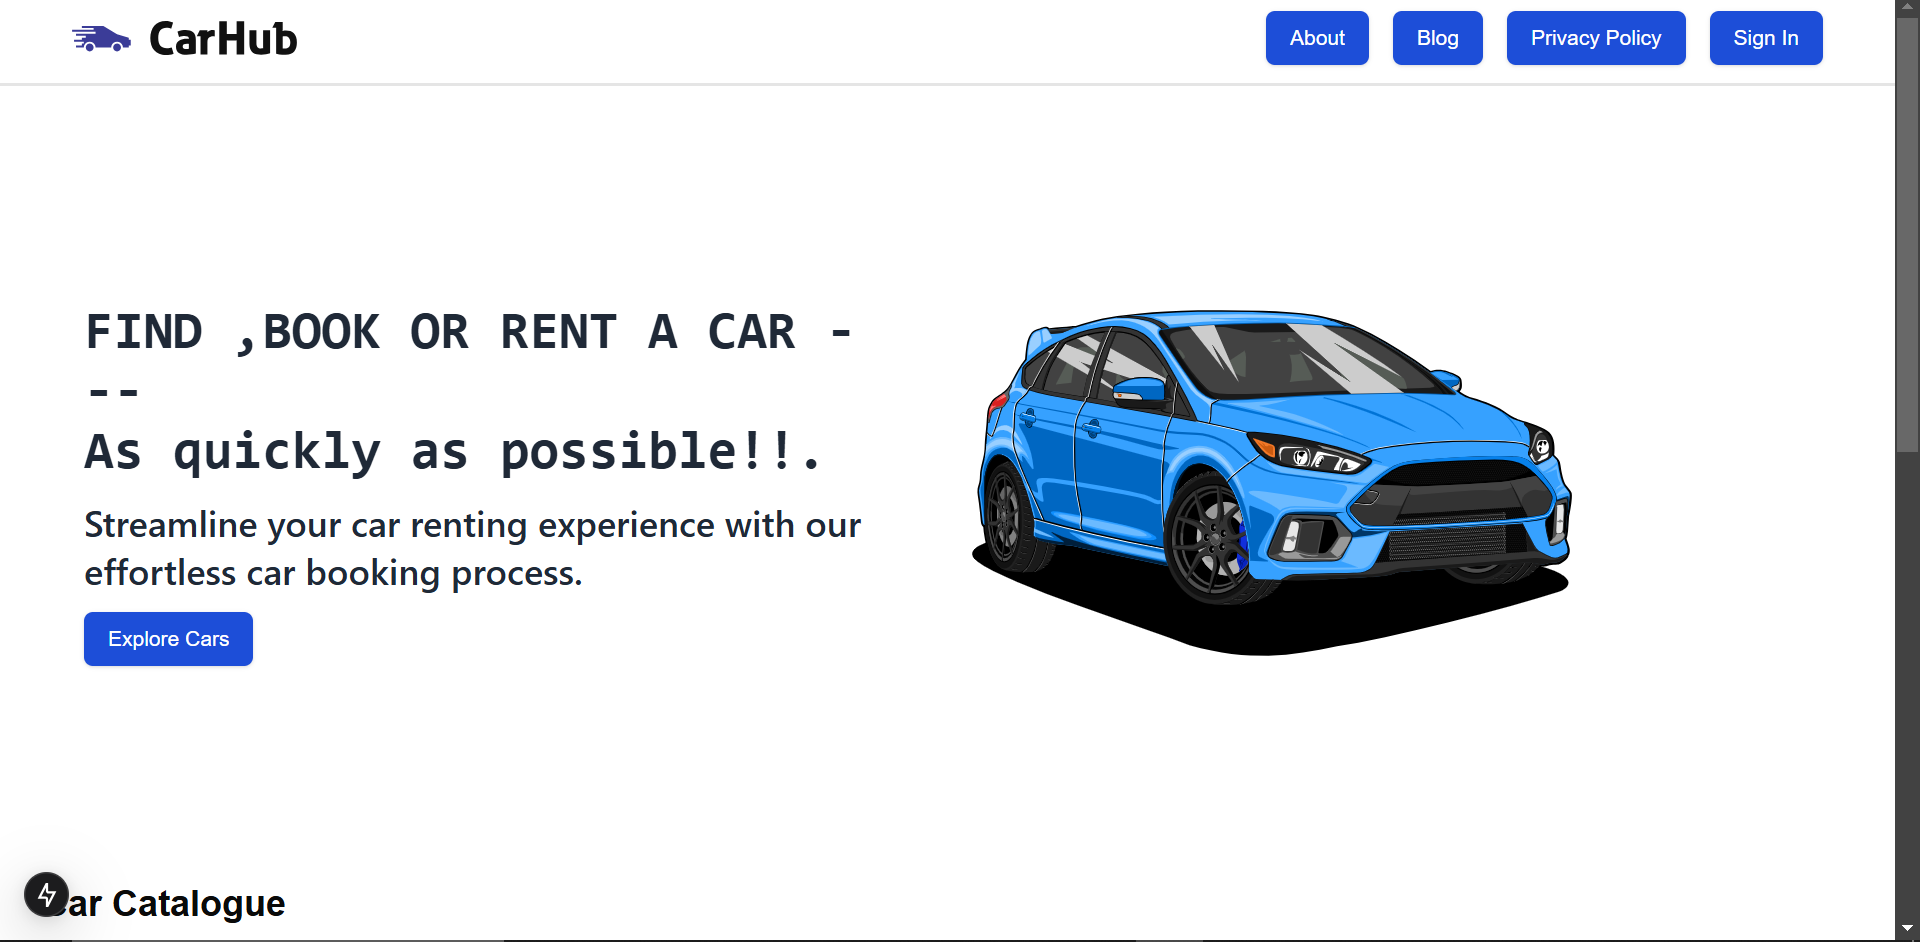 CarHub
About
Blog
Privacy Policy
Sign In
FIND ,BOOK OR RENT A CAR -
--
As quickly as possible!!.
Streamline your car renting experience with our
effortless car booking process.
Explore Cars
ar Catalogue